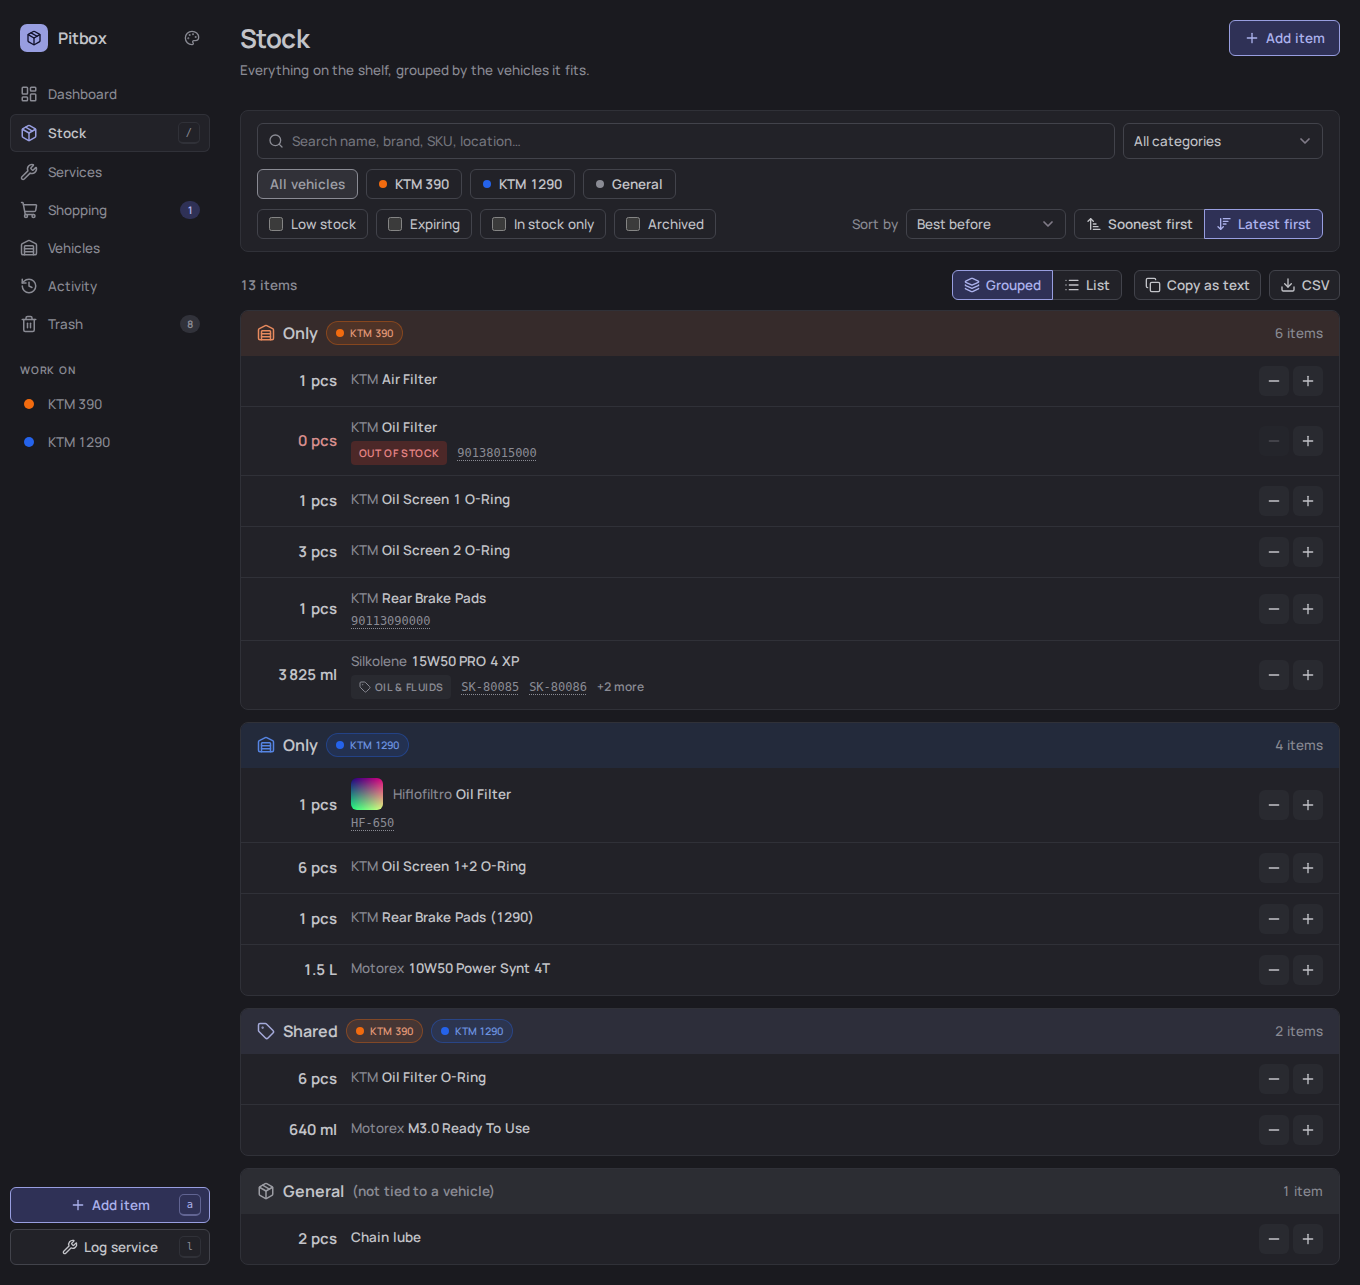 Pitbox
Dashboard
Stock /
Services
Shopping 1
Vehicles
Activity
Trash 8
WORK ON
KTM 390
KTM 1290
Add item a
Log service l
Stock
Everything on the shelf, grouped by the vehicles it fits.
Add item
Search name, brand, SKU, location...
All categories
All vehicles KTM 390 KTM 1290 General
Low stock Expiring In stock only Archived Sort by Best before Soonest first Latest first
13 items Grouped List Copy as text CSV
Only KTM 390 6 items
1 pcs KTM Air Filter
0 pcs KTM Oil Filter
OUT OF STOCK 90138015000
1 pcs KTM Oil Screen 1 O-Ring
3 pcs KTM Oil Screen 2 O-Ring
1 pcs KTM Rear Brake Pads
90113090000
3 825 ml Silkolene 15W50 PRO 4 XP
OIL & FLUIDS SK-80085 SK-80086 +2 more
Only KTM 1290 4 items
1 pcs Hiflofiltro Oil Filter
HF-650
6 pcs KTM Oil Screen 1+2 O-Ring
1 pcs KTM Rear Brake Pads (1290)
1.5 L Motorex 10W50 Power Synt 4T
Shared KTM 390 KTM 1290 2 items
6 pcs KTM Oil Filter O-Ring
640 ml Motorex M3.0 Ready To Use
General (not tied to a vehicle) 1 item
2 pcs Chain lube